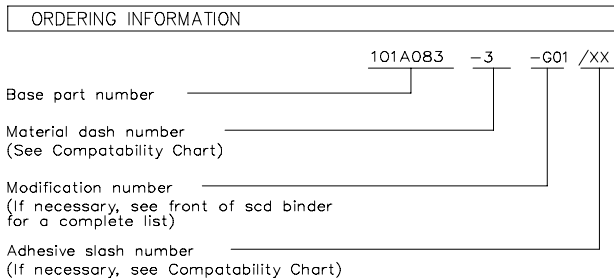 ORDERING INFORMATION
101A083 -3 -G01 /XX
Base part number
Material dash number
(See Compatability Chart)
Modification number
(If necessary, see front of scd binder
for a complete list)
Adhesive slash number
(If necessary, see Compatability Chart)